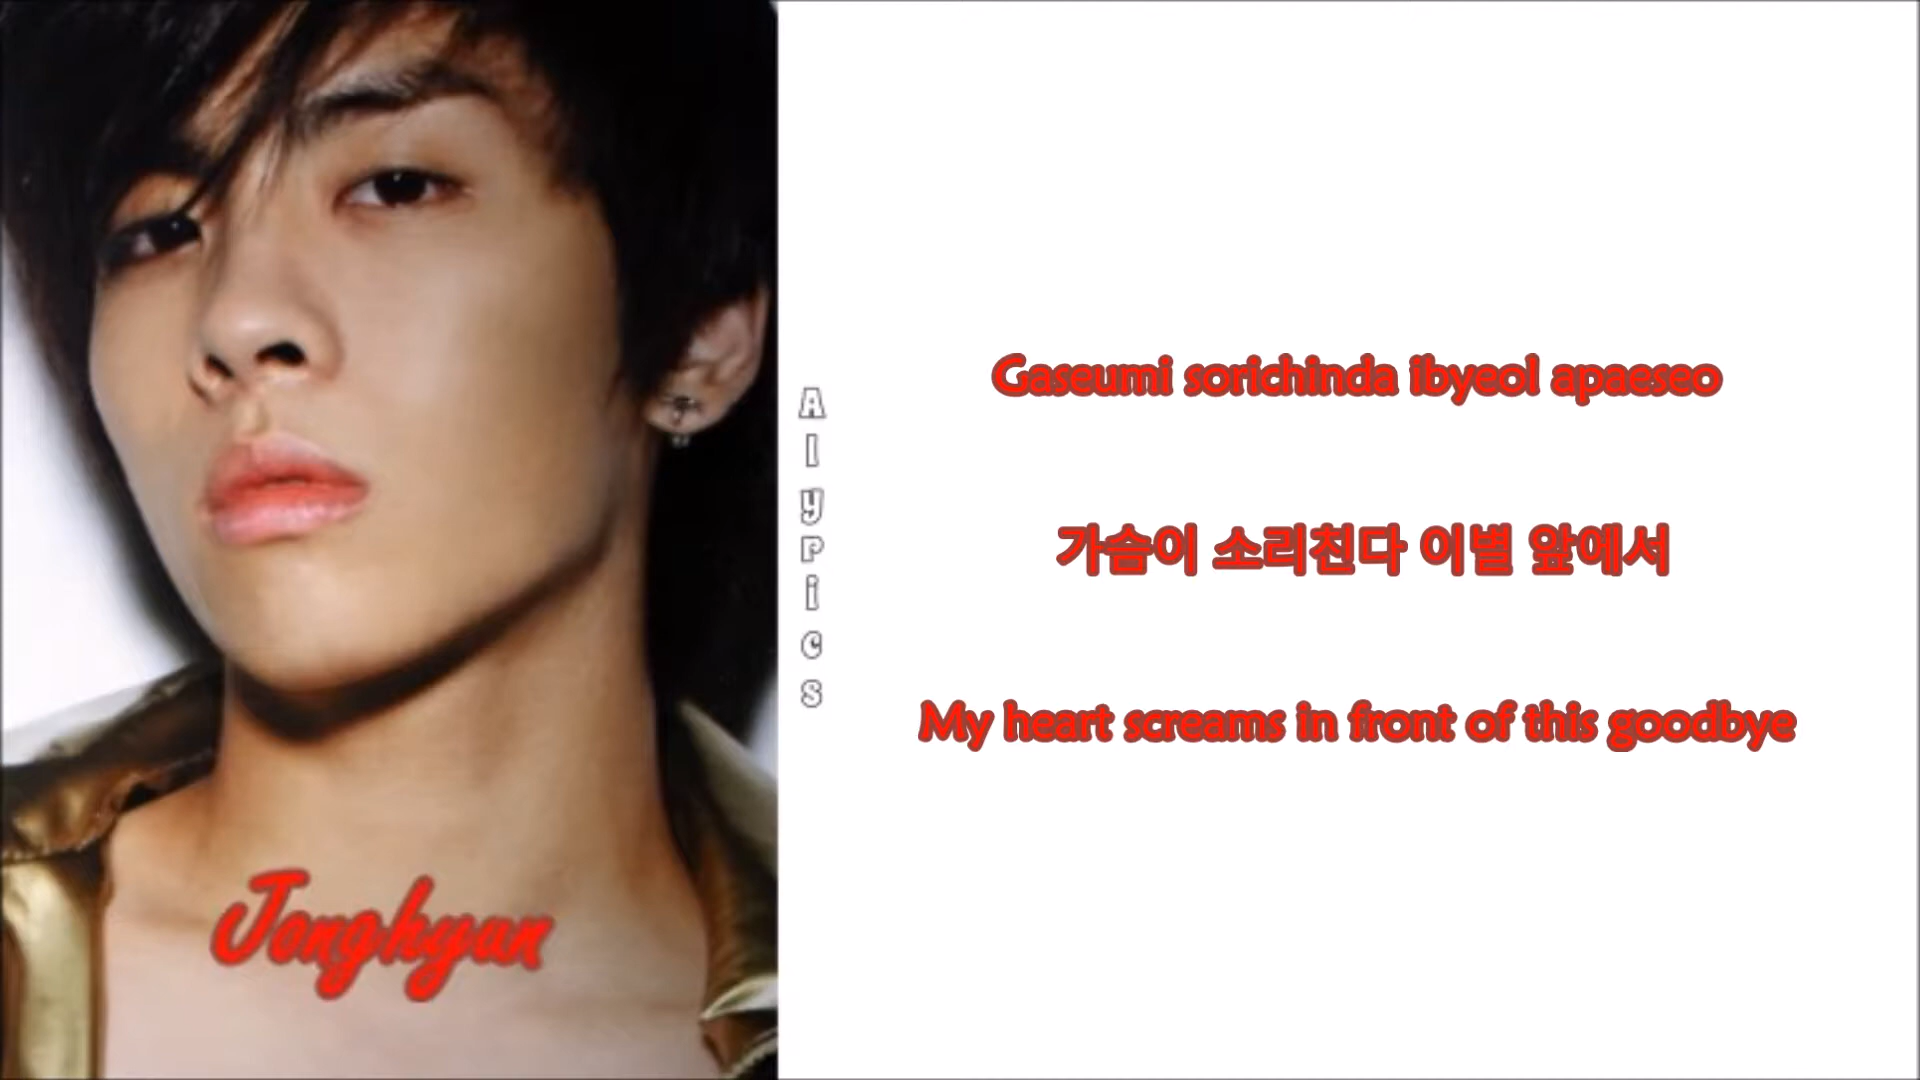 Gaseumi sorichinda ibyeol apaeseo
가슴이 소리친다 이별 앞에서
My heart screams in front of this goodbye
Jonghyun
AlyPics